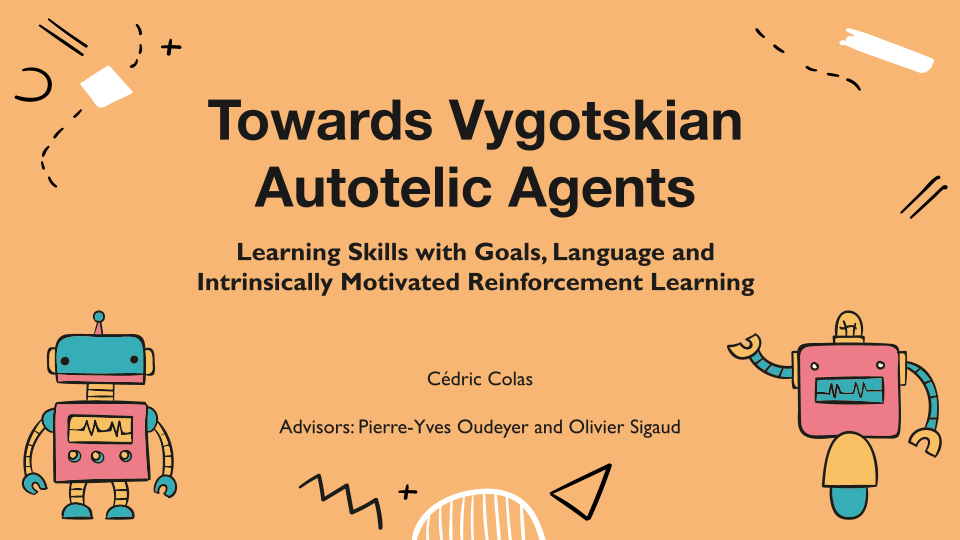 Towards Vygotskian
Autotelic Agents
Learning Skills with Goals, Language and
Intrinsically Motivated Reinforcement Learning
Cédric Colas
Advisors: Pierre-Yves Oudeyer and Olivier Sigaud